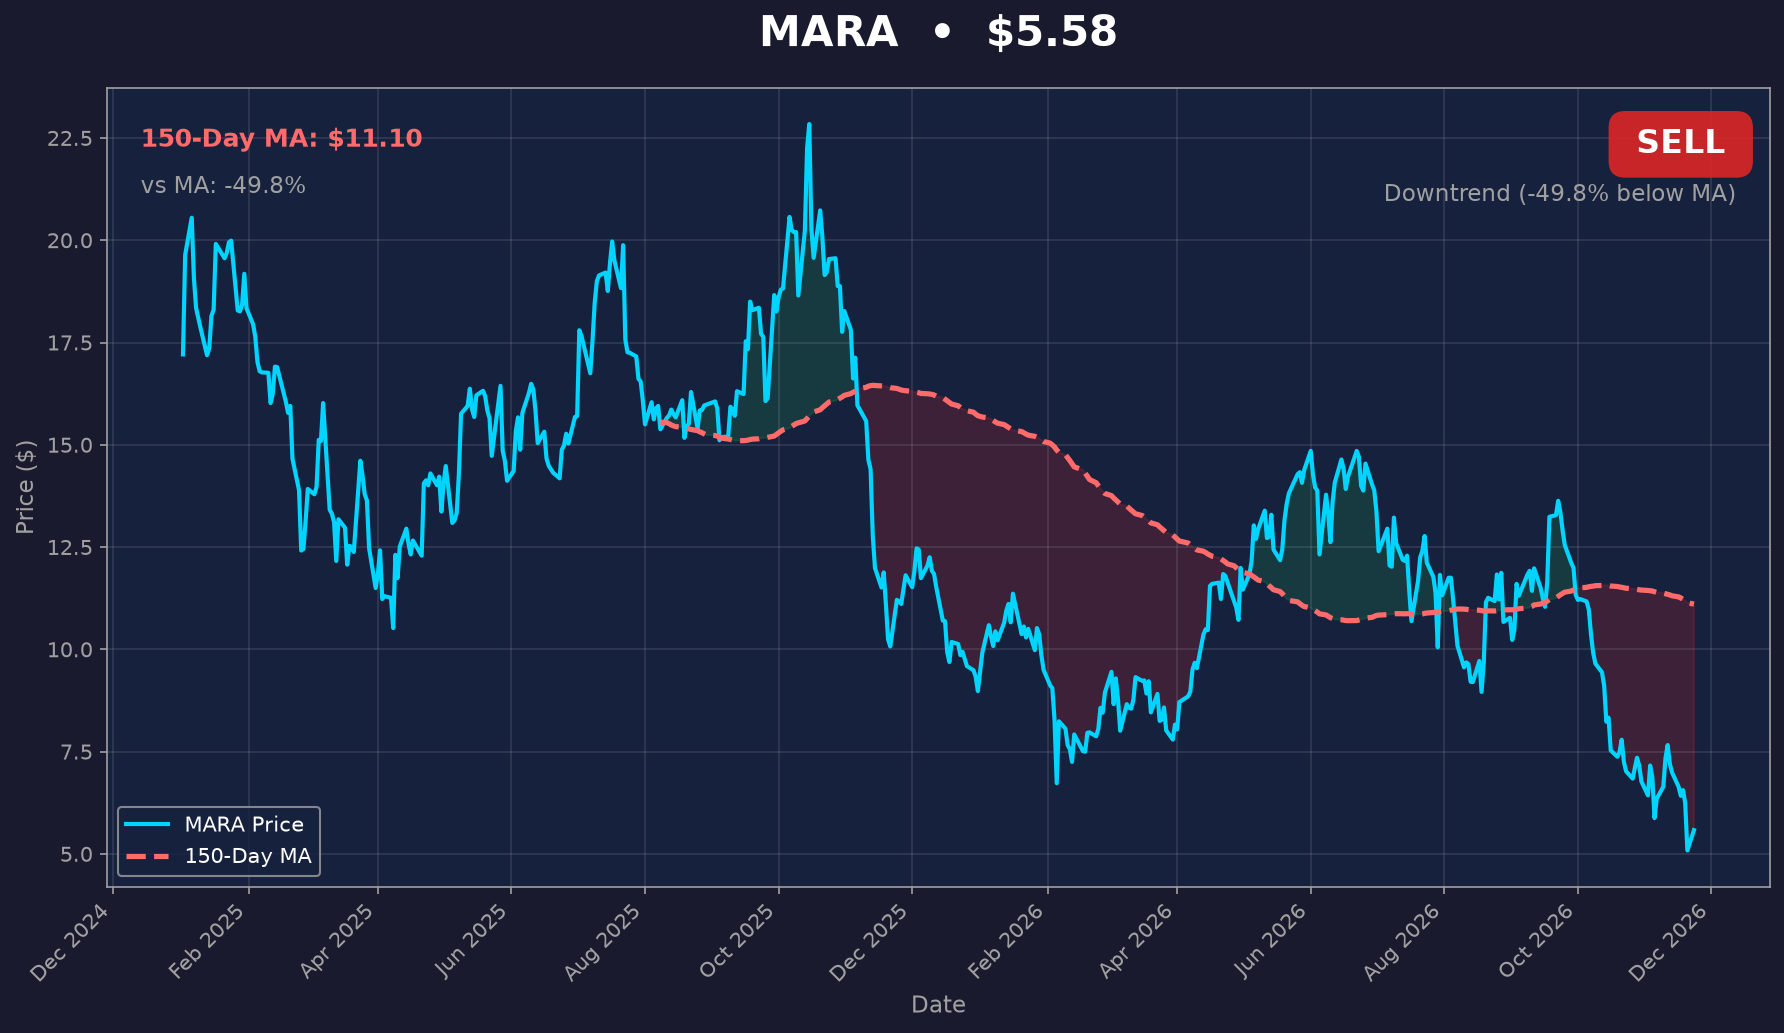 MARA • $5.58
150-Day MA: $11.10
vs MA: -49.8%
SELL
Downtrend (-49.8% below MA)
Price ($)
22.5
20.0
17.5
15.0
12.5
10.0
7.5
5.0
MARA Price
150-Day MA
Dec 2024
Feb 2025
Apr 2025
Jun 2025
Aug 2025
Oct 2025
Dec 2025
Feb 2026
Apr 2026
Jun 2026
Aug 2026
Oct 2026
Dec 2026
Date